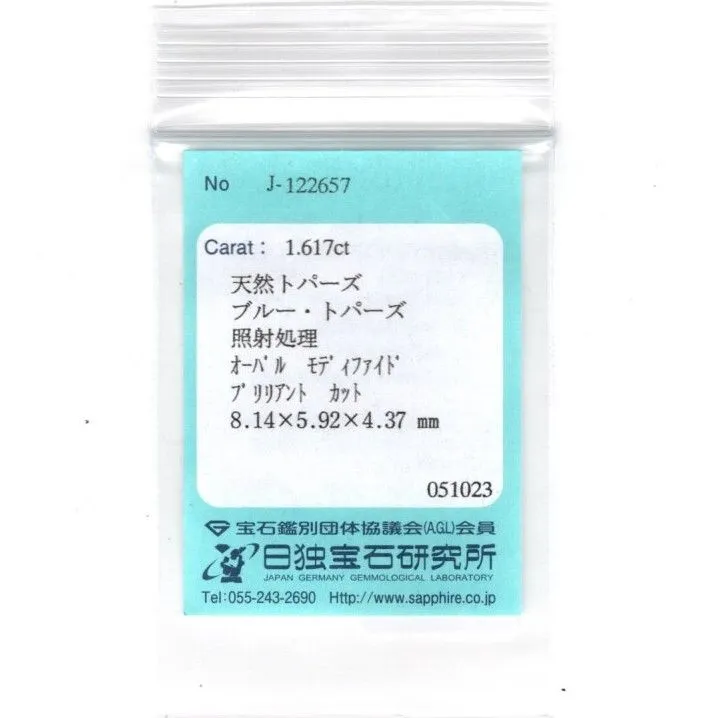 No J-122657
Carat: 1.617ct
天然トパーズ
ブルー・トパーズ
照射処理
ｵｰﾊﾞﾙ ﾓﾃﾞｨﾌｧｲﾄﾞ
ﾌﾞﾘﾘｱﾝﾄ ｶｯﾄ
8.14×5.92×4.37 mm
051023
宝石鑑別団体協議会(AGL)会員
日独宝石研究所
JAPAN GERMANY GEMMOLOGICAL LABORATORY
Tel:055-243-2690 Http://www.sapphire.co.jp